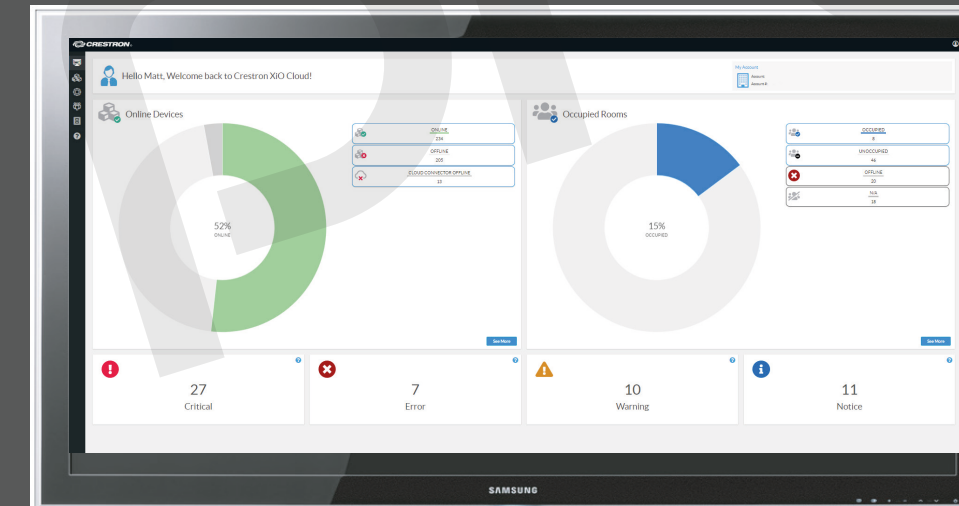 CRESTRON
Hello Matt, Welcome back to Crestron XiO Cloud!
My Account
Online Devices
ONLINE
234
OFFLINE
205
CLOUD CONNECTOR OFFLINE
52%
ONLINE
See More
Occupied Rooms
OCCUPIED
8
UNOCCUPIED
46
OFFLINE
20
N/A
18
15%
OCCUPIED
See More
27
Critical
7
Error
10
Warning
11
Notice
SAMSUNG